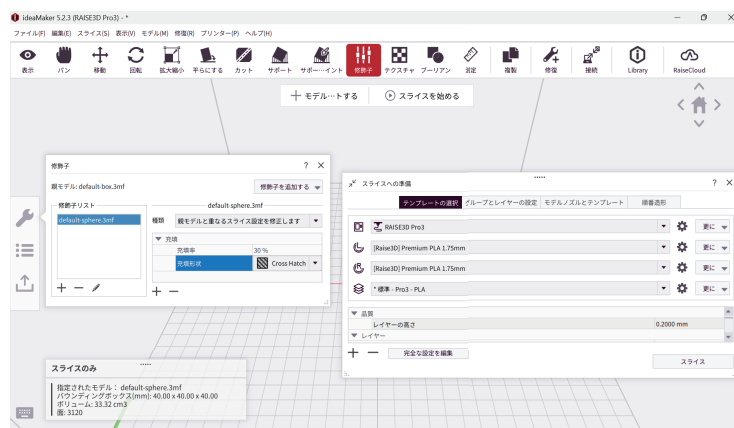 ideaMaker 5.2.3 (RAISE3D Pro3) - *
ファイル(F) 編集(E) スライス(S) 表示(V) モデル(M) 修復(R) プリンター(P) ヘルプ(H)
表示 パン 移動 回転 拡大縮小 平らにする カット サポート サポー…イント 修飾子 テクスチャ ブーリアン 測定 複製 修復 接続 Library RaiseCloud
モデル…トする スライスを始める
修飾子 ? ×
親モデル: default-box.3mf 修飾子を追加する
修飾子リスト
default-sphere.3mf
default-sphere.3mf
種類 親モデルと重なるスライス設定を修正します
充填
充填率 30 %
充填形状 Cross Hatch
スライスへの準備 ? ×
テンプレートの選択 グループとレイヤーの設定 モデルノズルとテンプレート 順番造形
RAISE3D Pro3 更に
L [Raise3D] Premium PLA 1.75mm 更に
R [Raise3D] Premium PLA 1.75mm 更に
* 標準 - Pro3 - PLA 更に
品質
レイヤーの高さ 0.2000 mm
レイヤー
完全な設定を編集
スライス
スライスのみ
指定されたモデル： default-sphere.3mf
バウンディングボックス(mm): 40.00 x 40.00 x 40.00
ボリューム: 33.32 cm3
面: 3120